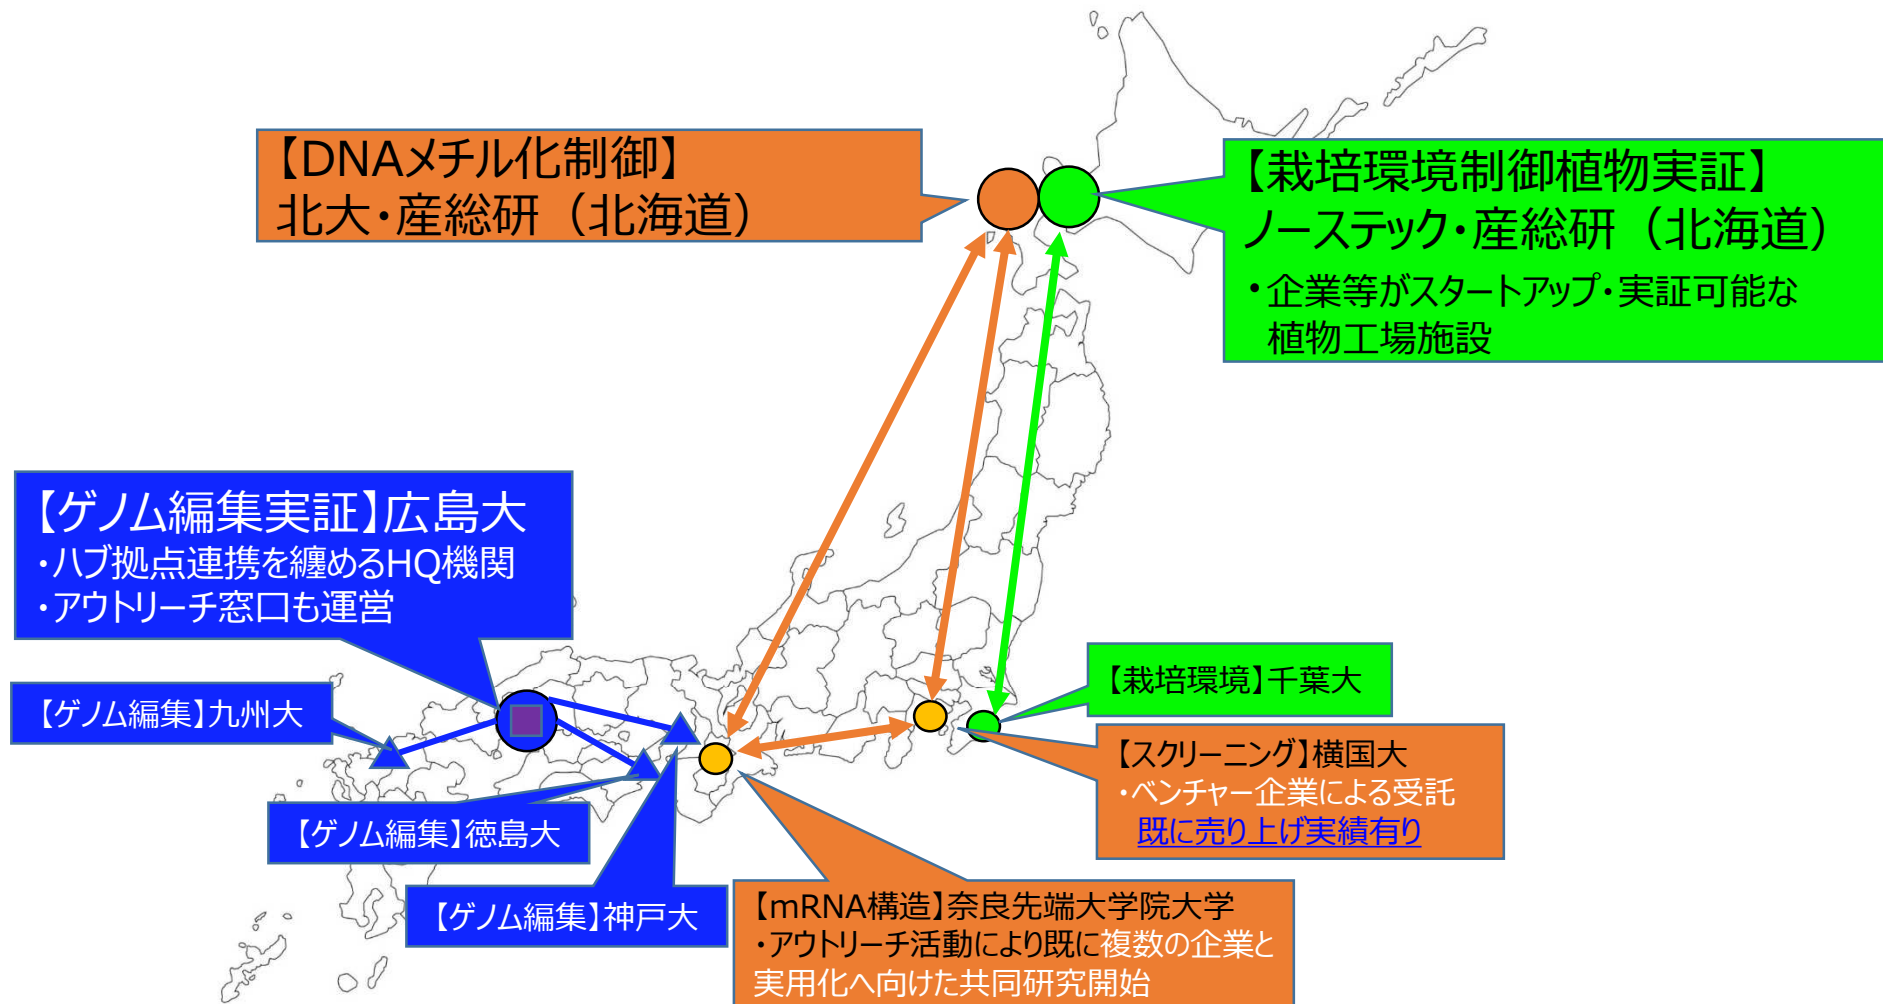 【DNAメチル化制御】
北大・産総研（北海道）
【栽培環境制御植物実証】
ノーステック・産総研（北海道）
・企業等がスタートアップ・実証可能な
植物工場施設
【ゲノム編集実証】広島大
・ハブ拠点連携を纏めるHQ機関
・アウトリーチ窓口も運営
【ゲノム編集】九州大
【栽培環境】千葉大
【スクリーニング】横国大
・ベンチャー企業による受託
既に売り上げ実績有り
【ゲノム編集】徳島大
【ゲノム編集】神戸大
【mRNA構造】奈良先端大学院大学
・アウトリーチ活動により既に複数の企業と
実用化へ向けた共同研究開始